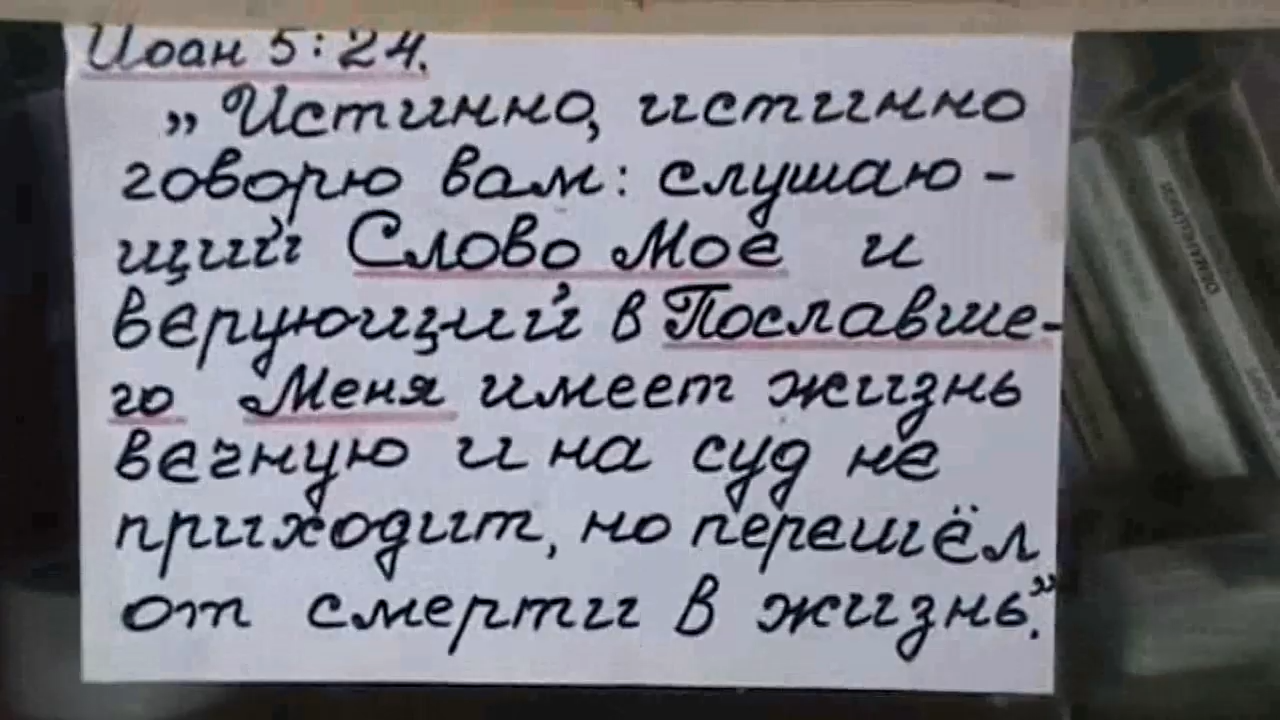 Иоан 5:24.
„Истинно, истинно
говорю вам: слушаю-
щий Слово Мое и
верующий в Пославше-
го Меня имеет жизнь
вечную и на суд не
приходит, но перешёл
от смерти в жизнь."